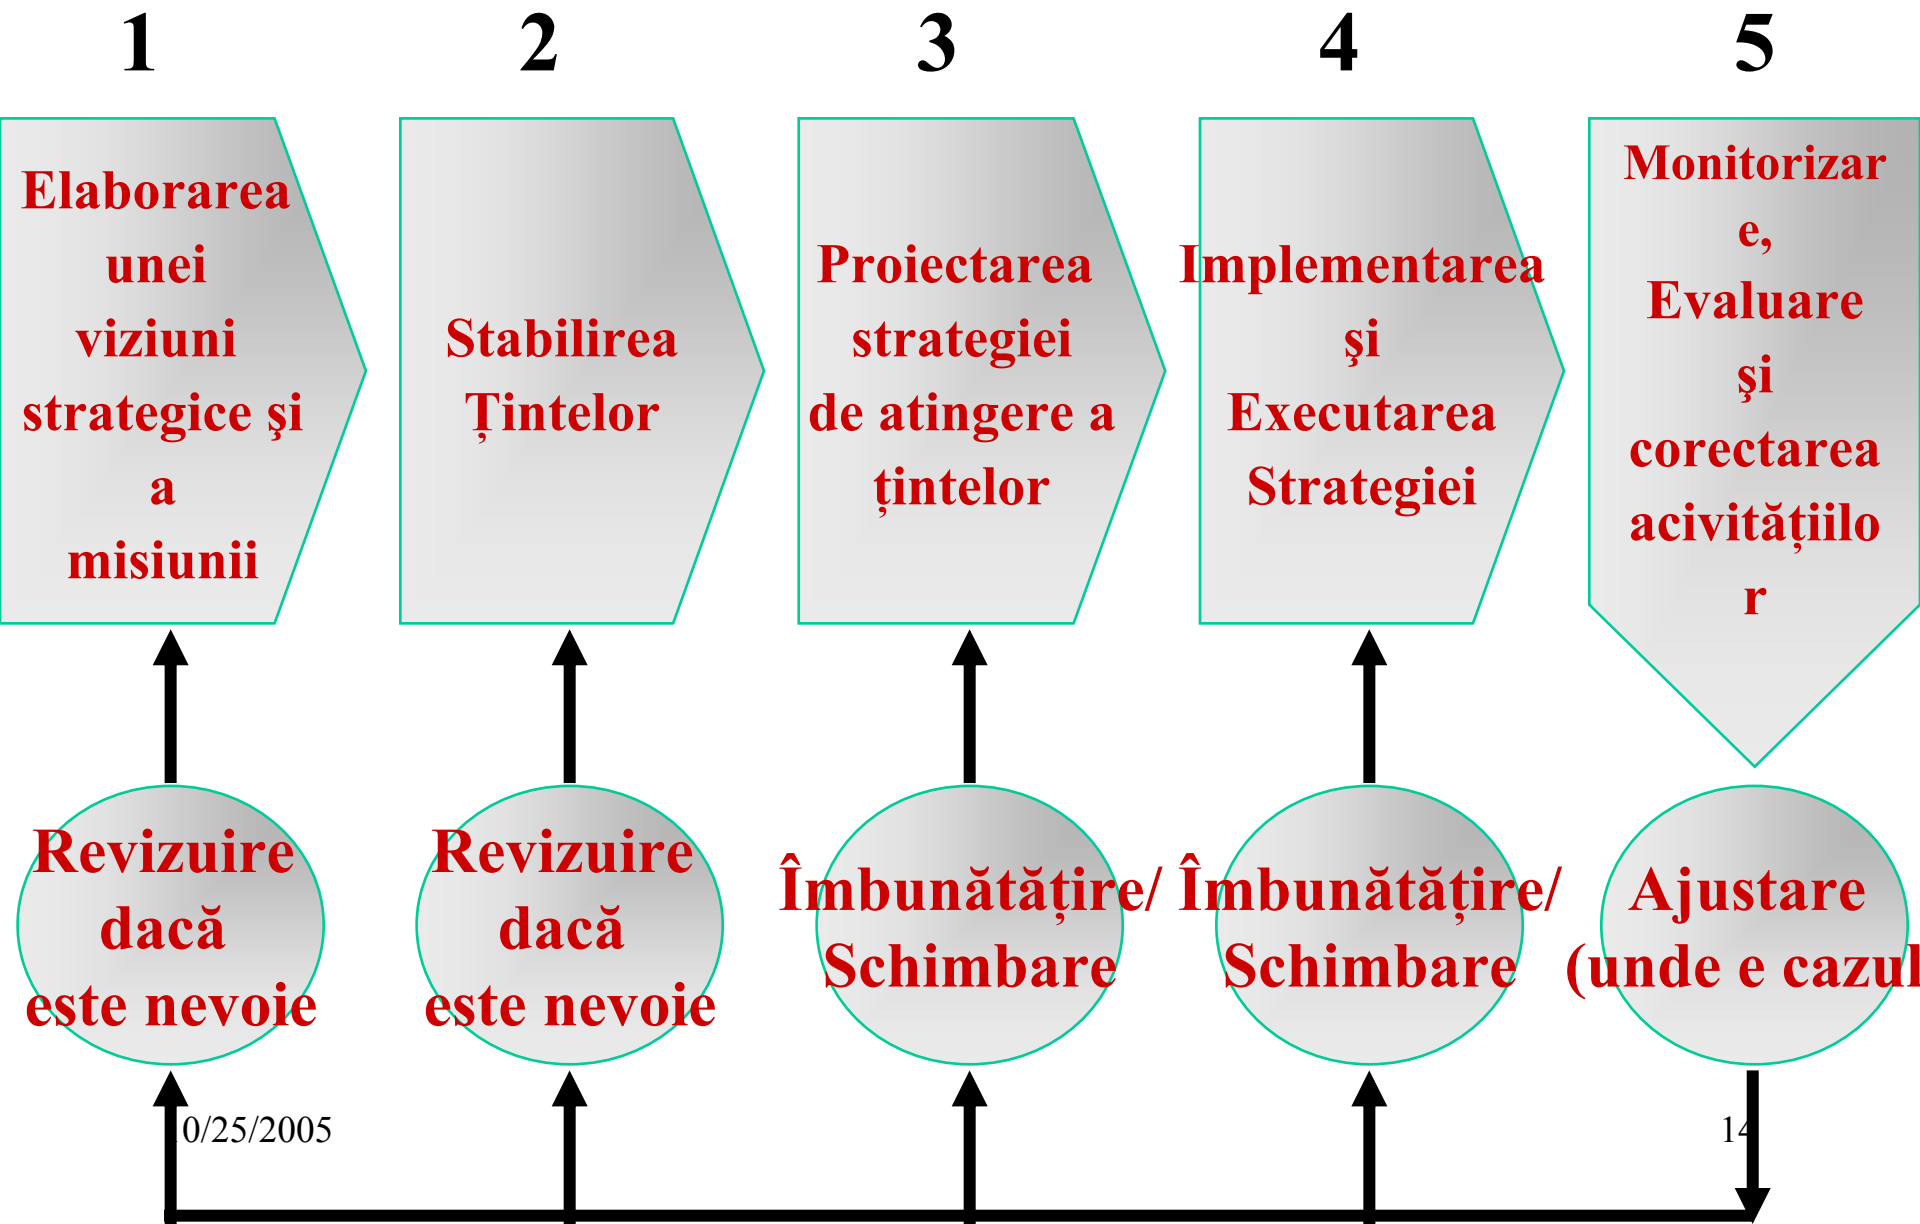 1
2
3
4
5
Elaborarea
unei
viziuni
strategice şi
a
misiunii
Stabilirea
Țintelor
Proiectarea
strategiei
de atingere a
țintelor
Implementarea
şi
Executarea
Strategiei
Monitorizar
e,
Evaluare
şi
corectarea
acivitățiilo
r
Revizuire
dacă
este nevoie
Revizuire
dacă
este nevoie
Îmbunătățire/
Schimbare
Îmbunătățire/
Schimbare
Ajustare
(unde e cazul
10/25/2005
14